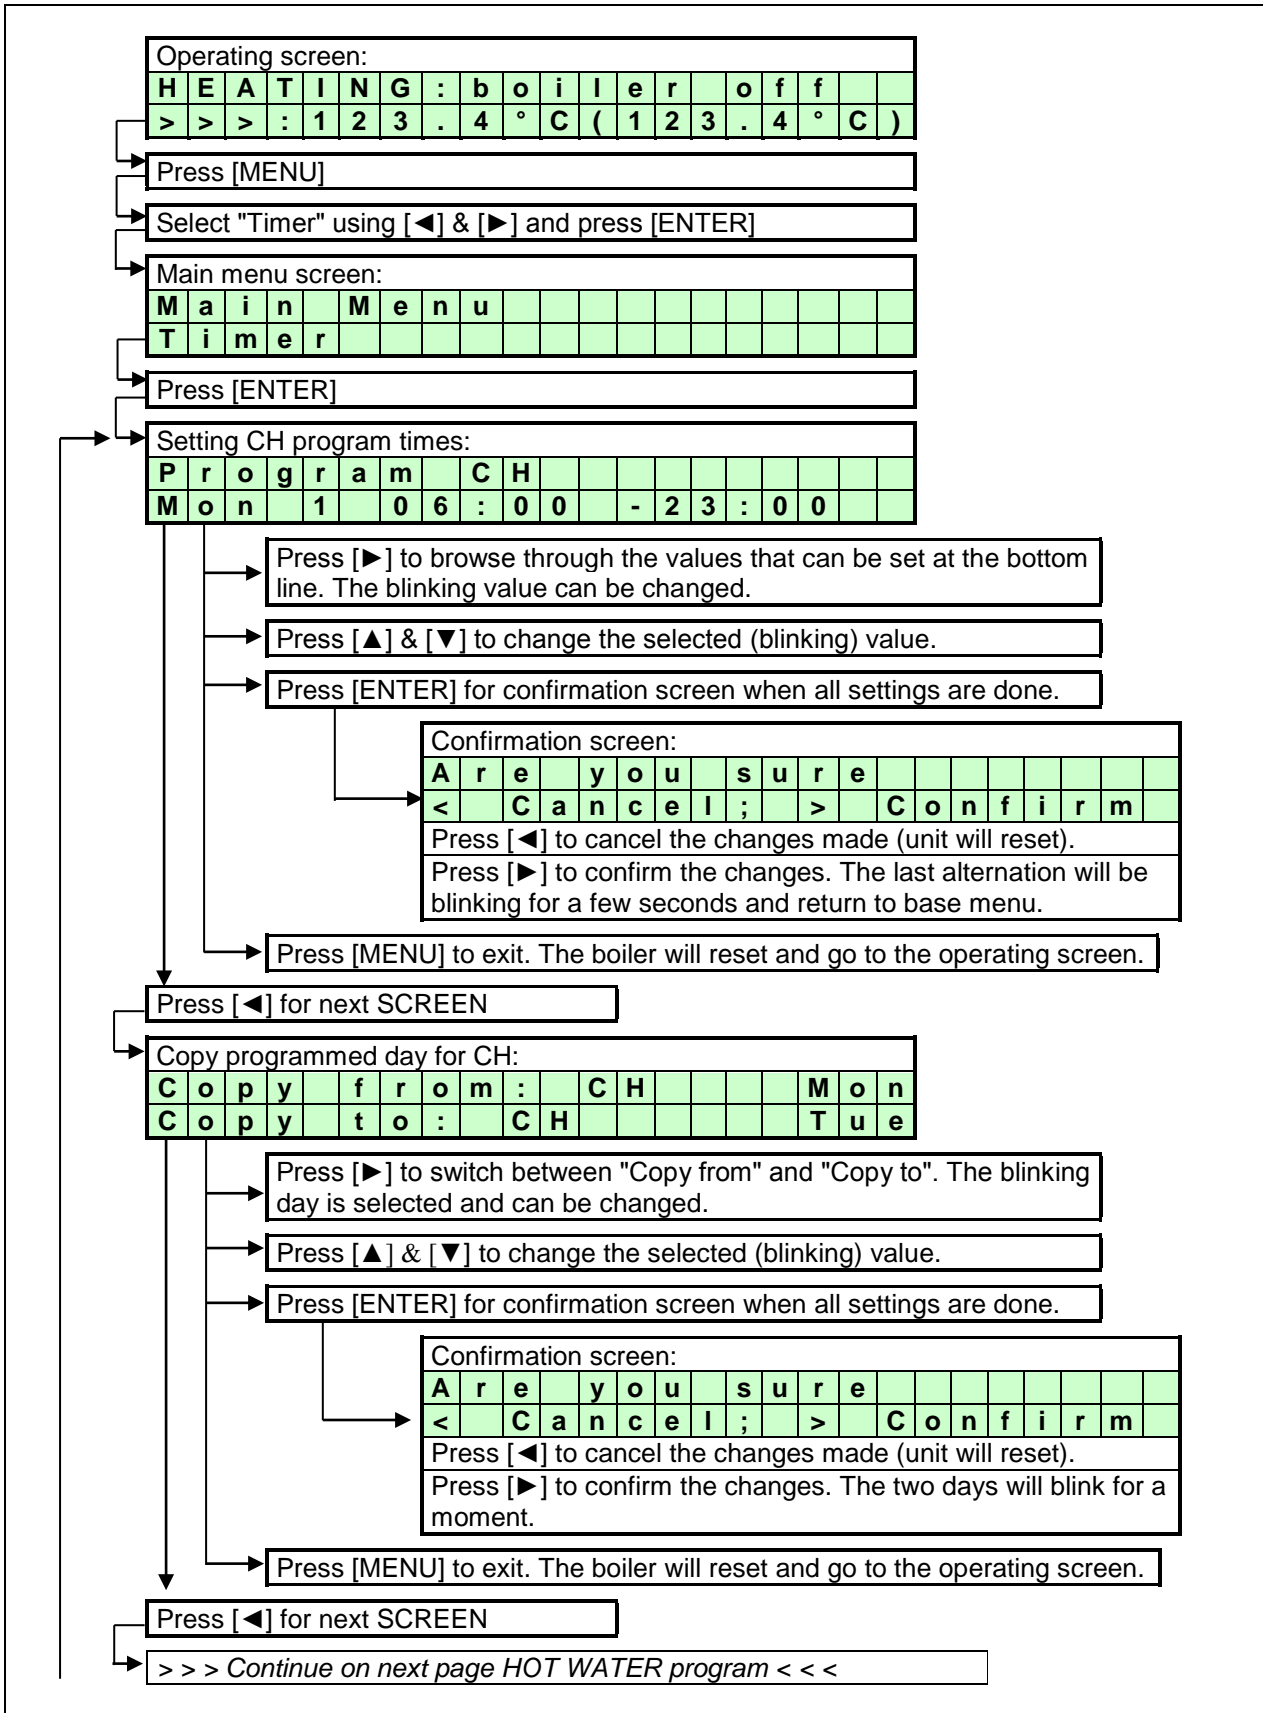 Operating screen:
HEATING:boiler off
>>>:123.4°C(123.4°C)
Press [MENU]
Select "Timer" using [◄] & [►] and press [ENTER]
Main menu screen:
Main Menu
Timer
Press [ENTER]
Setting CH program times:
Program CH
Mon 1 06:00 -23:00
Press [►] to browse through the values that can be set at the bottom
line. The blinking value can be changed.
Press [▲] & [▼] to change the selected (blinking) value.
Press [ENTER] for confirmation screen when all settings are done.
Confirmation screen:
Are you sure
< Cancel; > Confirm
Press [◄] to cancel the changes made (unit will reset).
Press [►] to confirm the changes. The last alternation will be
blinking for a few seconds and return to base menu.
Press [MENU] to exit. The boiler will reset and go to the operating screen.
Press [◄] for next SCREEN
Copy programmed day for CH:
Copy from: CH Mon
Copy to: CH Tue
Press [►] to switch between "Copy from" and "Copy to". The blinking
day is selected and can be changed.
Press [▲] & [▼] to change the selected (blinking) value.
Press [ENTER] for confirmation screen when all settings are done.
Confirmation screen:
Are you sure
< Cancel; > Confirm
Press [◄] to cancel the changes made (unit will reset).
Press [►] to confirm the changes. The two days will blink for a
moment.
Press [MENU] to exit. The boiler will reset and go to the operating screen.
Press [◄] for next SCREEN
> > > Continue on next page HOT WATER program < < <